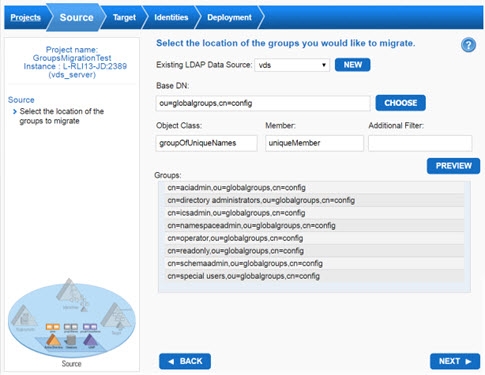 Projects
Source
Target
Identities
Deployment
Project name:
GroupsMigrationTest
Instance : L-RLI13-JD:2389
(vds_server)
Source
Select the location of the
groups to migrate
Source
Select the location of the groups you would like to migrate.
?
Existing LDAP Data Source: vds
NEW
Base DN:
ou=globalgroups,cn=config
CHOOSE
Object Class: Member: Additional Filter:
groupOfUniqueNames uniqueMember
PREVIEW
Groups:
cn=aciadmin,ou=globalgroups,cn=config
cn=directory administrators,ou=globalgroups,cn=config
cn=icsadmin,ou=globalgroups,cn=config
cn=namespaceadmin,ou=globalgroups,cn=config
cn=operator,ou=globalgroups,cn=config
cn=readonly,ou=globalgroups,cn=config
cn=schemaadmin,ou=globalgroups,cn=config
cn=special users,ou=globalgroups,cn=config
BACK
NEXT